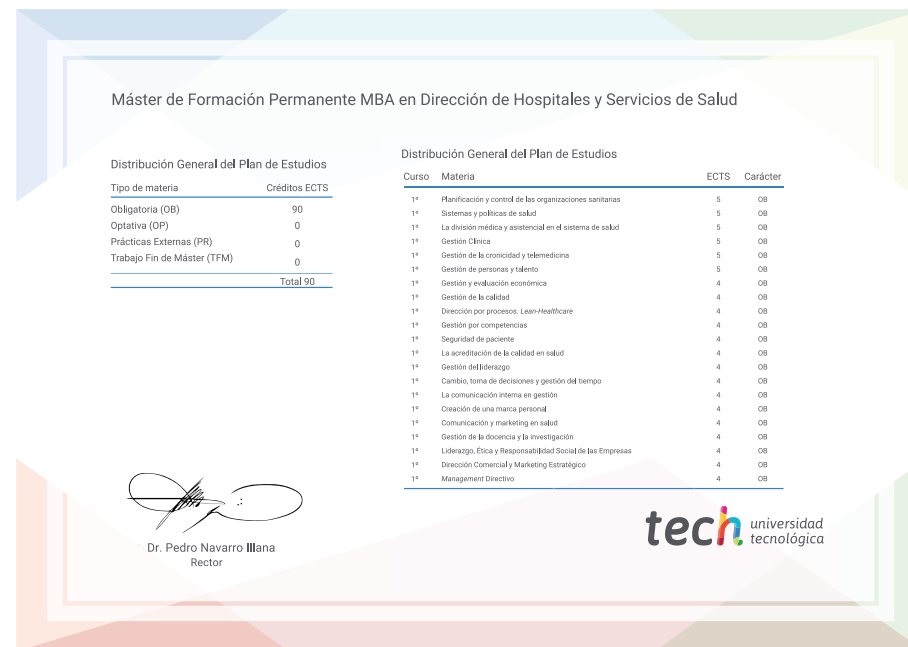 Máster de Formación Permanente MBA en Dirección de Hospitales y Servicios de Salud
Distribución General del Plan de Estudios
Tipo de materia Créditos ECTS
Obligatoria (OB) 90
Optativa (OP) 0
Prácticas Externas (PR) 0
Trabajo Fin de Máster (TFM) 0
Total 90
Distribución General del Plan de Estudios
Curso Materia ECTS Carácter
1º Planificación y control de las organizaciones sanitarias 5 OB
1º Sistemas y políticas de salud 5 OB
1º La división médica y asistencial en el sistema de salud 5 OB
1º Gestión Clínica 5 OB
1º Gestión de la cronicidad y telemedicina 5 OB
1º Gestión de personas y talento 5 OB
1º Gestión y evaluación económica 4 OB
1º Gestión de la calidad 4 OB
1º Dirección por procesos. Lean-Healthcare 4 OB
1º Gestión por competencias 4 OB
1º Seguridad de paciente 4 OB
1º La acreditación de la calidad en salud 4 OB
1º Gestión del liderazgo 4 OB
1º Cambio, toma de decisiones y gestión del tiempo 4 OB
1º La comunicación interna en gestión 4 OB
1º Creación de una marca personal 4 OB
1º Comunicación y marketing en salud 4 OB
1º Gestión de la docencia y la investigación 4 OB
1º Liderazgo, Ética y Responsabilidad Social de las Empresas 4 OB
1º Dirección Comercial y Marketing Estratégico 4 OB
1º Management Directivo 4 OB
Dr. Pedro Navarro Illana
Rector
tech universidad
tecnológica